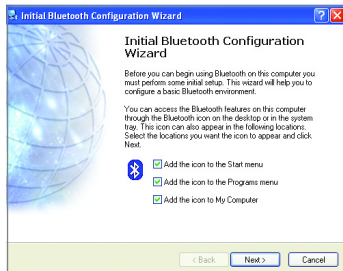 Initial Bluetooth Configuration Wizard
Initial Bluetooth Configuration
Wizard
Before you can begin using Bluetooth on this computer you
must perform some initial setup. This wizard will help you to
configure a basic Bluetooth environment.
You can access the Bluetooth features on this computer
through the Bluetooth icon on the desktop or in the system
tray. This icon can also appear in the following locations.
Select the locations you want the icon to appear and click
Next.
Add the icon to the Start menu
Add the icon to the Programs menu
Add the icon to My Computer
< Back
Next >
Cancel